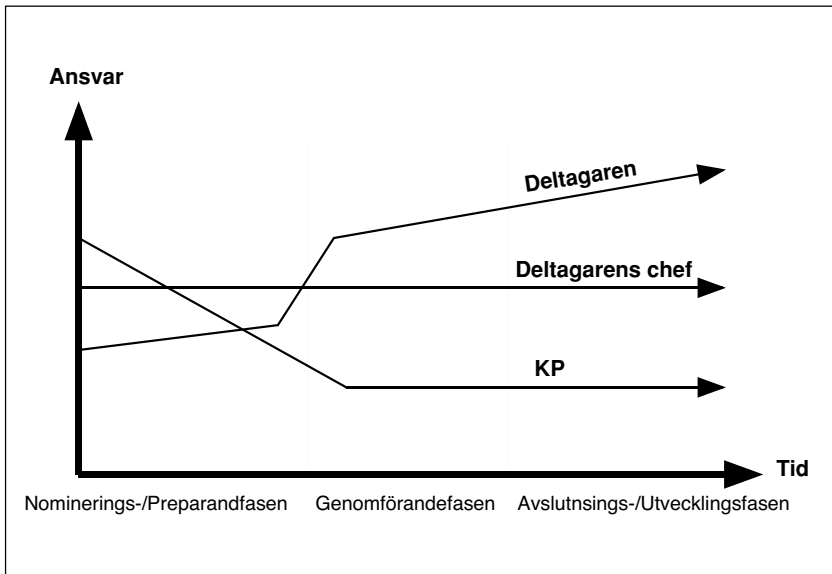 Ansvar
Deltagaren
Deltagarens chef
KP
Tid
Nominerings-/Preparandfasen Genomförandefasen Avslutnsings-/Utvecklingsfasen